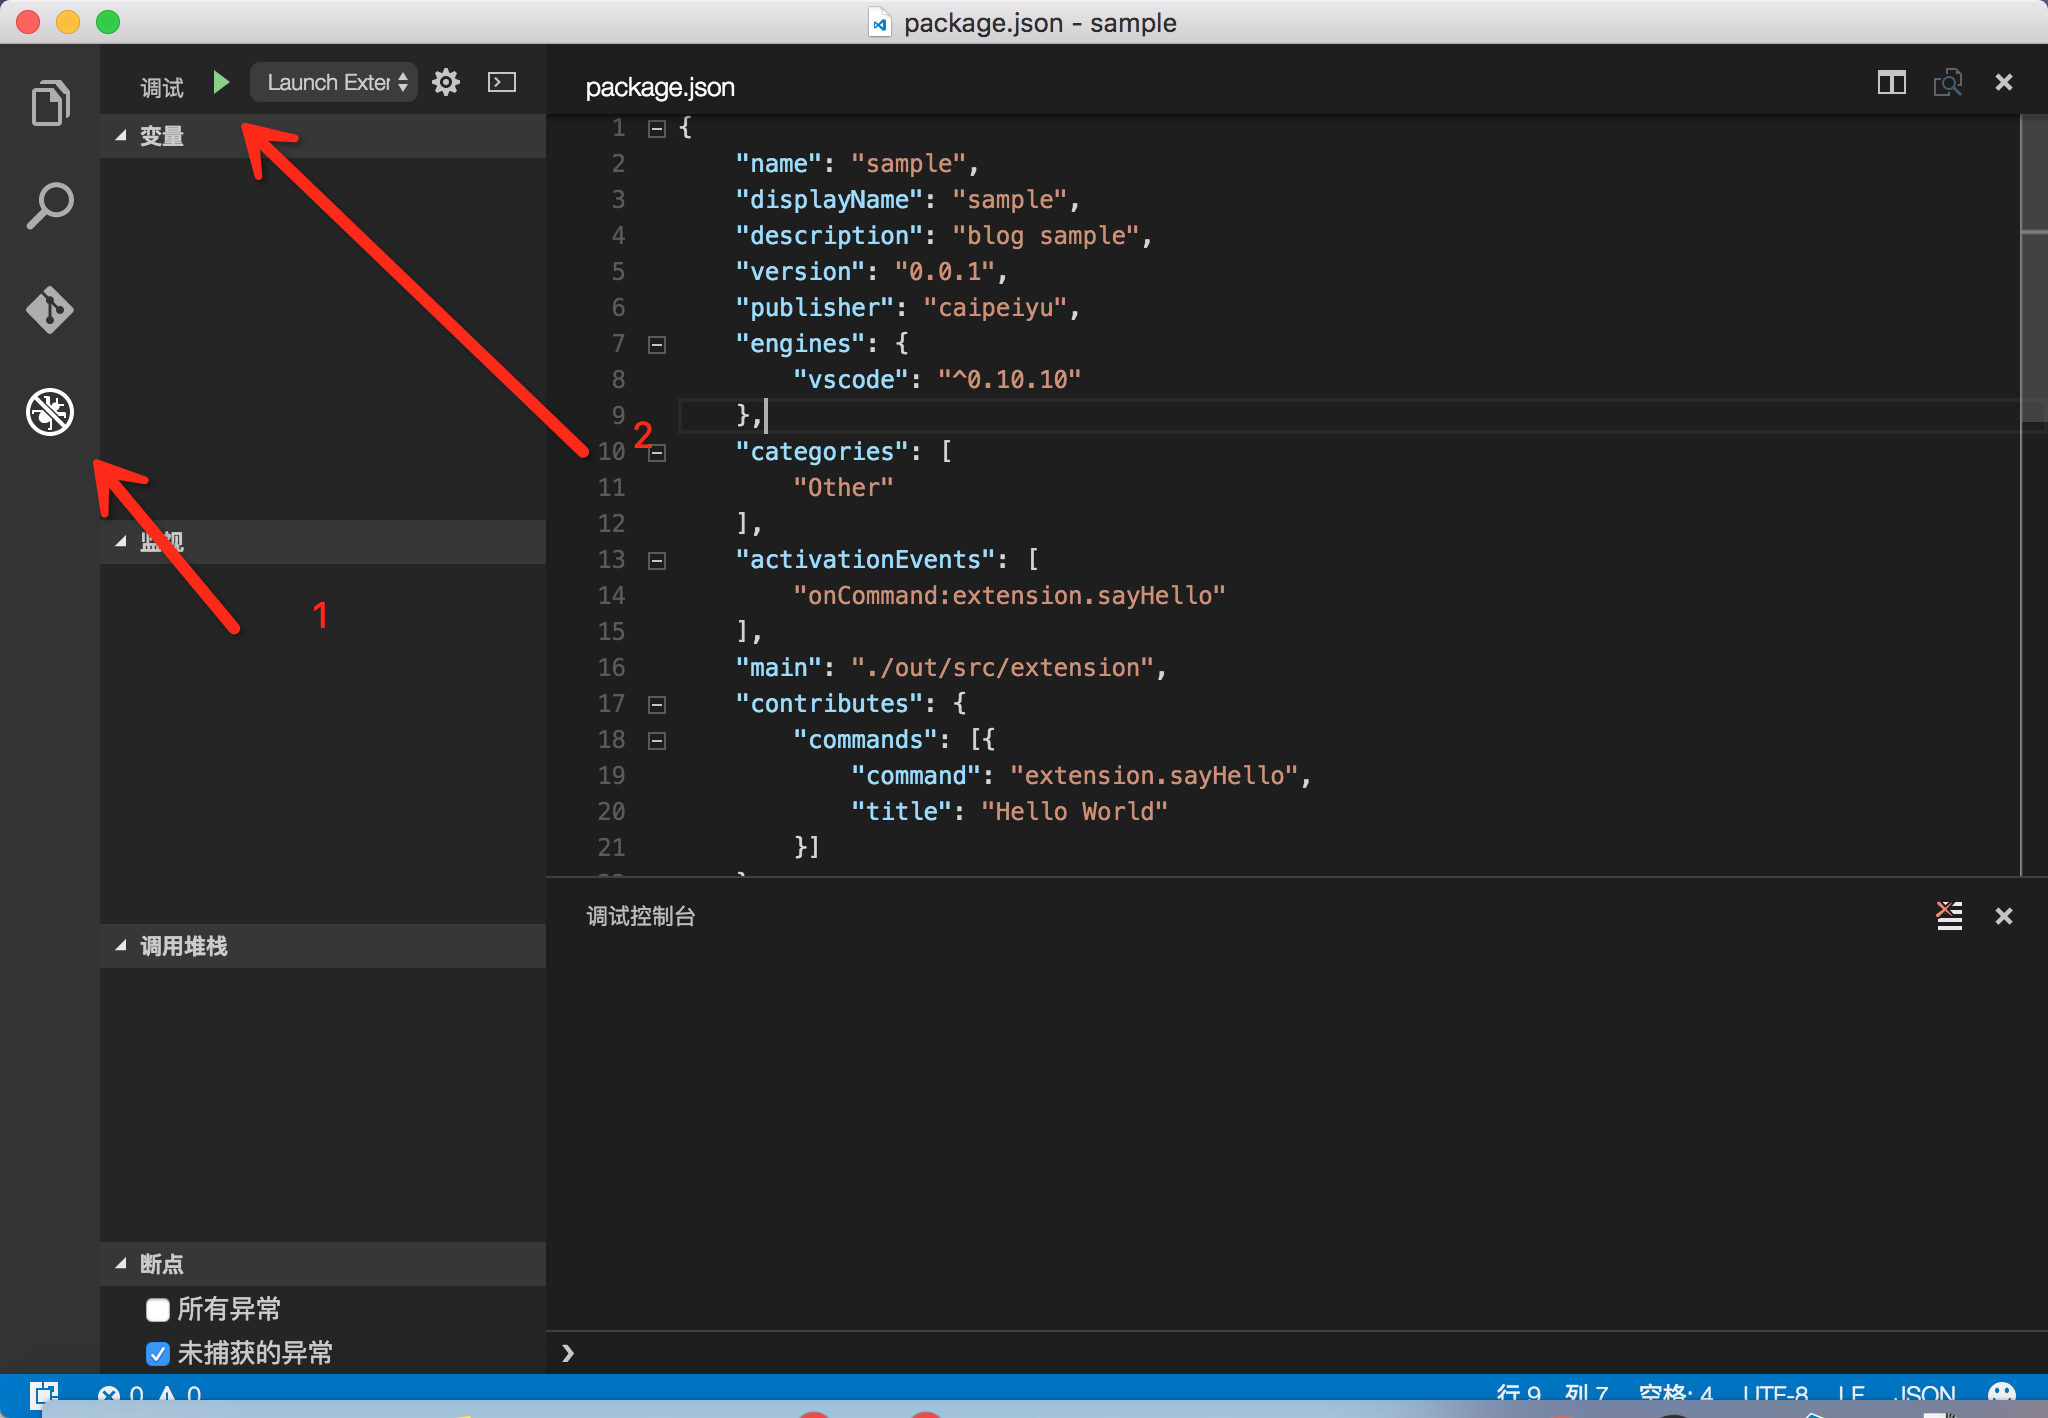 package.json - sample
调试
Launch Exter
变量
监视
1
调用堆栈
断点
所有异常
未捕获的异常
package.json
1 {
2 "name": "sample",
3 "displayName": "sample",
4 "description": "blog sample",
5 "version": "0.0.1",
6 "publisher": "caipeiyu",
7 "engines": {
8 "vscode": "^0.10.10"
9 },
2
10 "categories": [
11 "Other"
12 ],
13 "activationEvents": [
14 "onCommand:extension.sayHello"
15 ],
16 "main": "./out/src/extension",
17 "contributes": {
18 "commands": [{
19 "command": "extension.sayHello",
20 "title": "Hello World"
21 }]
调试控制台
0 0 行 9 列 7 空格: 4 UTF-8 LF JSON